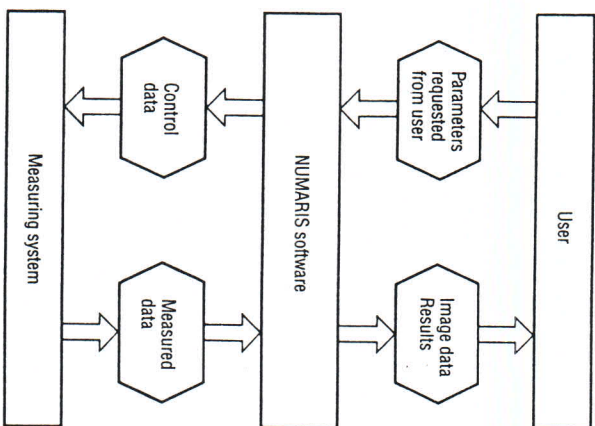 User
Parameters
requested
from user
Image data
Results
NUMARIS software
Control
data
Measured
data
Measuring system